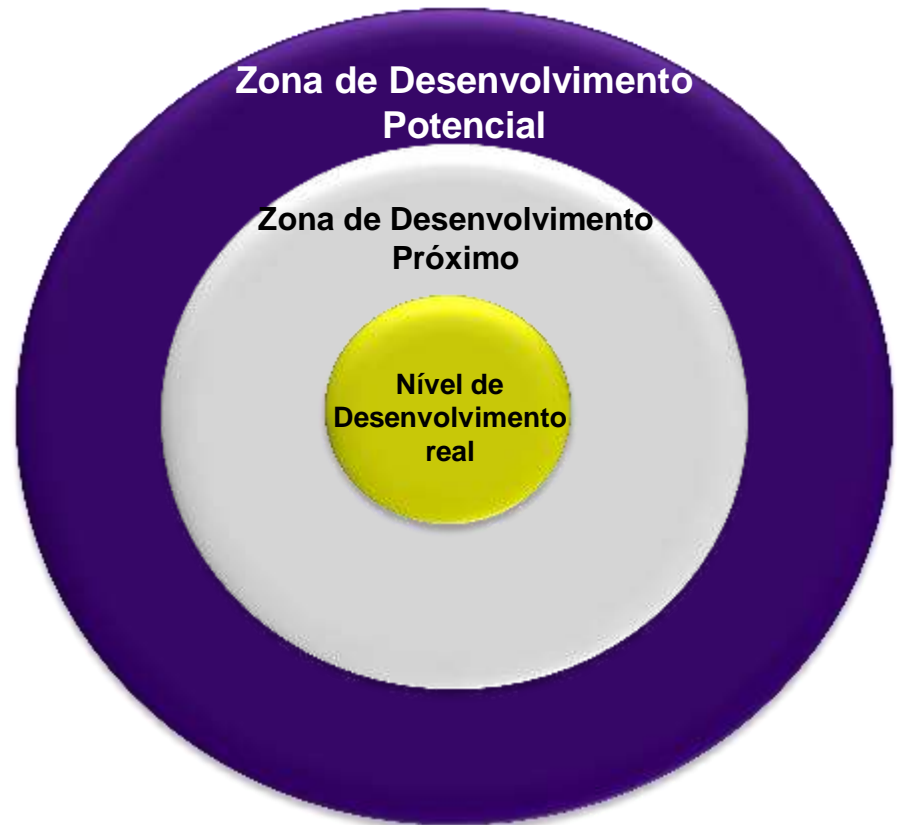 Zona de Desenvolvimento
Potencial
Zona de Desenvolvimento
Próximo
Nível de
Desenvolvimento
real